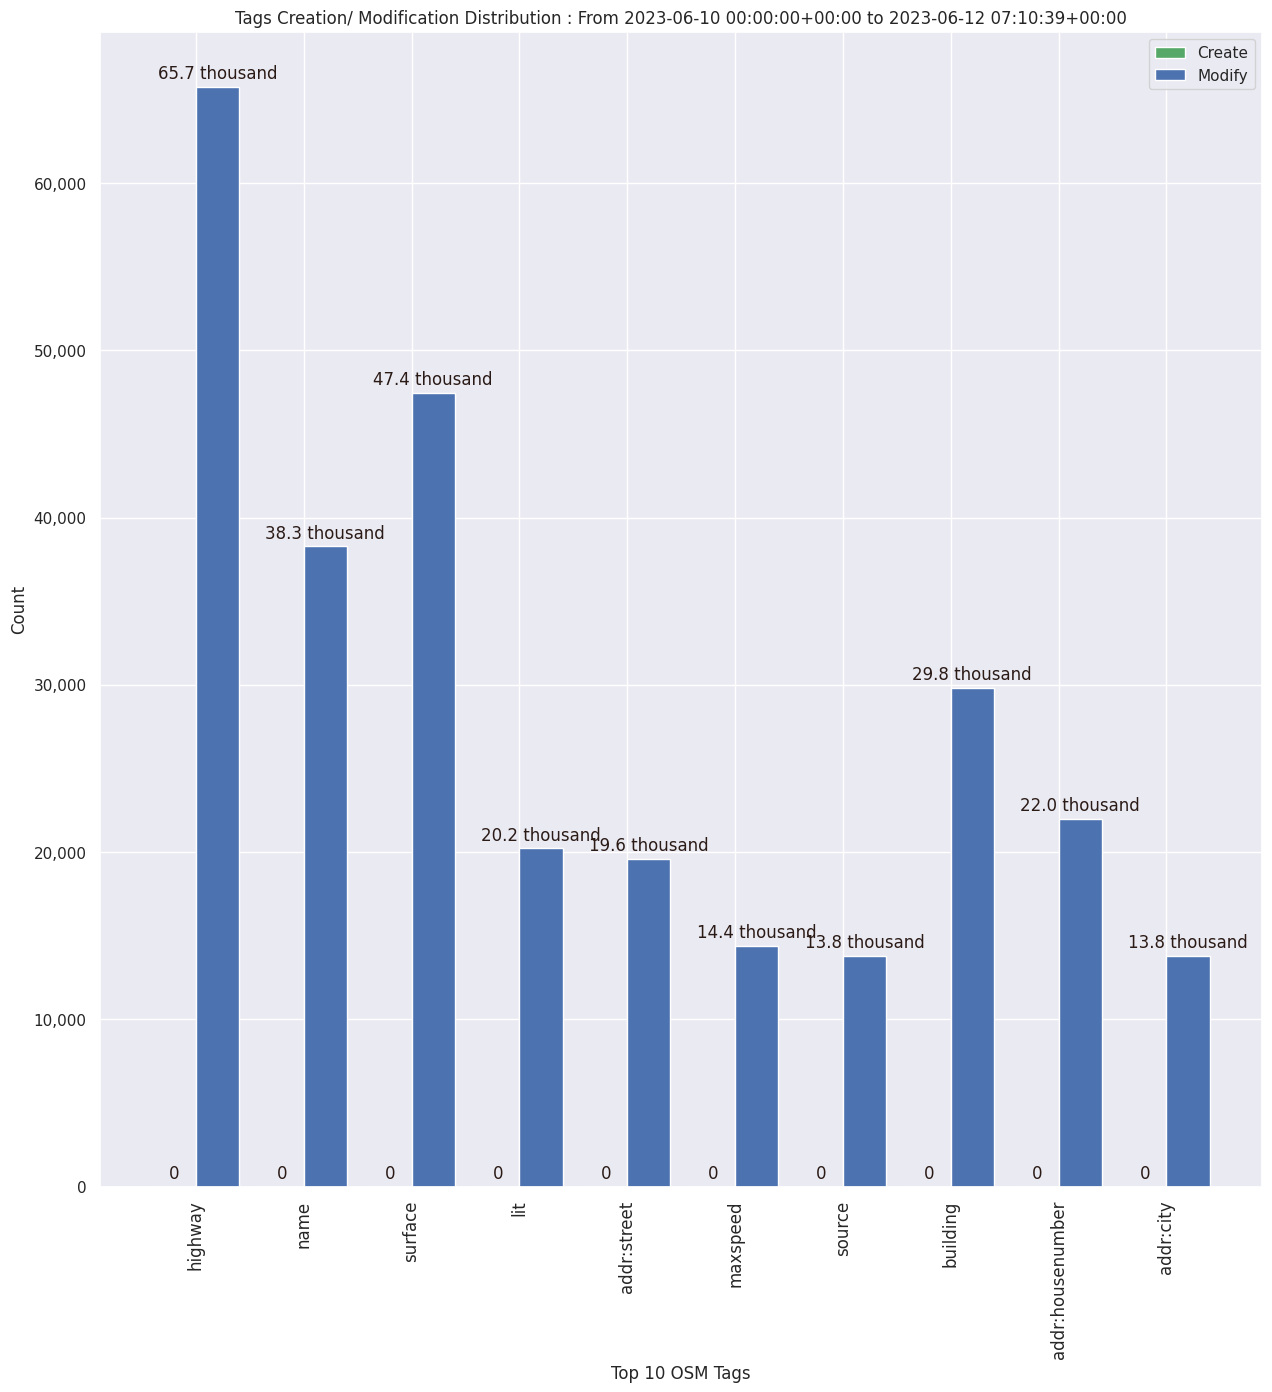 Tags Creation/ Modification Distribution : From 2023-06-10 00:00:00+00:00 to 2023-06-12 07:10:39+00:00
Create
Modify
65.7 thousand
38.3 thousand
47.4 thousand
20.2 thousand
19.6 thousand
14.4 thousand
13.8 thousand
29.8 thousand
22.0 thousand
13.8 thousand
60,000
50,000
40,000
30,000
20,000
10,000
0
Count
0 0 0 0 0 0 0 0 0 0
highway
name
surface
lit
addr:street
maxspeed
source
building
addr:housenumber
addr:city
Top 10 OSM Tags